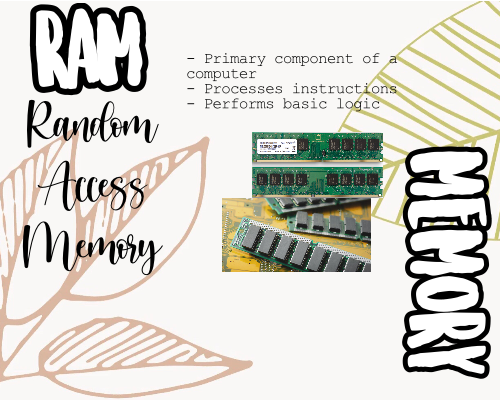 RAM
Random
Access
Memory
- Primary component of a
computer
- Processes instructions
- Performs basic logic
MEMORY